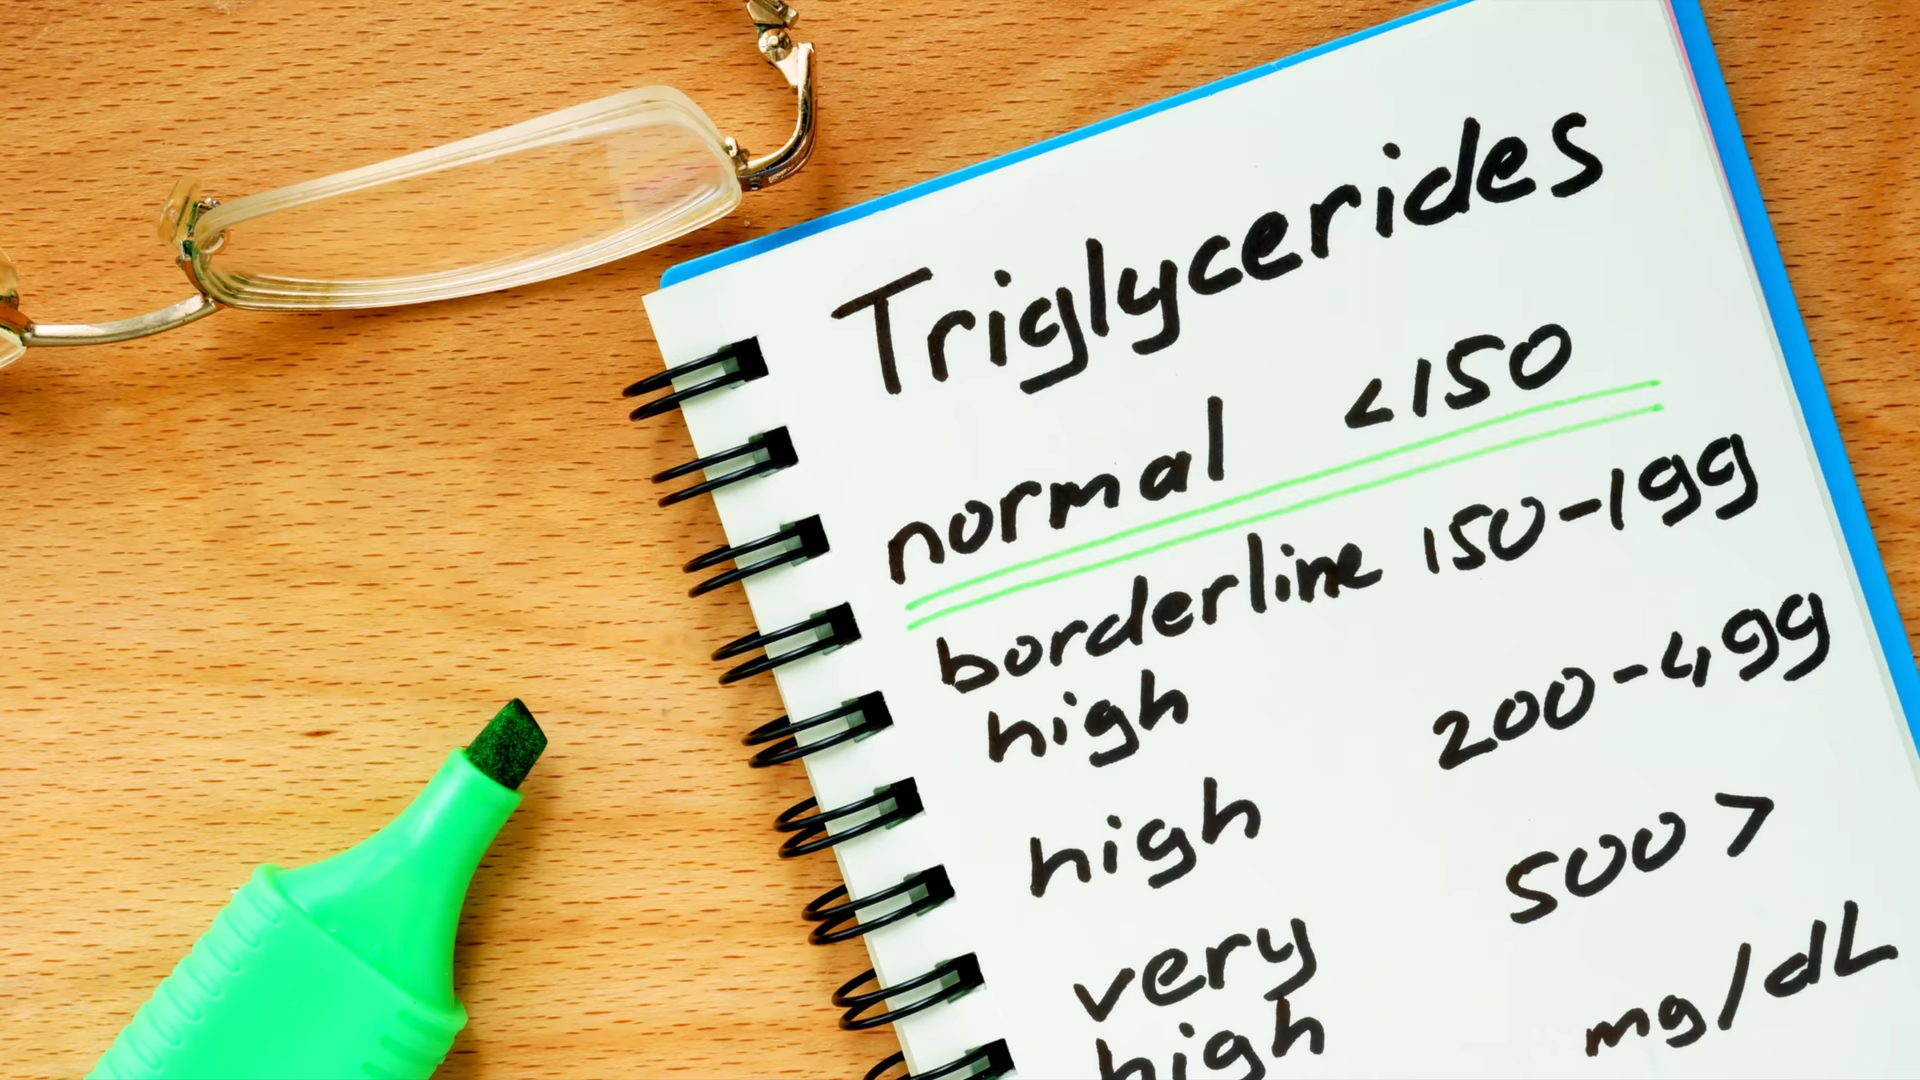 Triglycerides
normal <150
borderline 150-199
high
high 200-499
very 500 >
high mg/dL